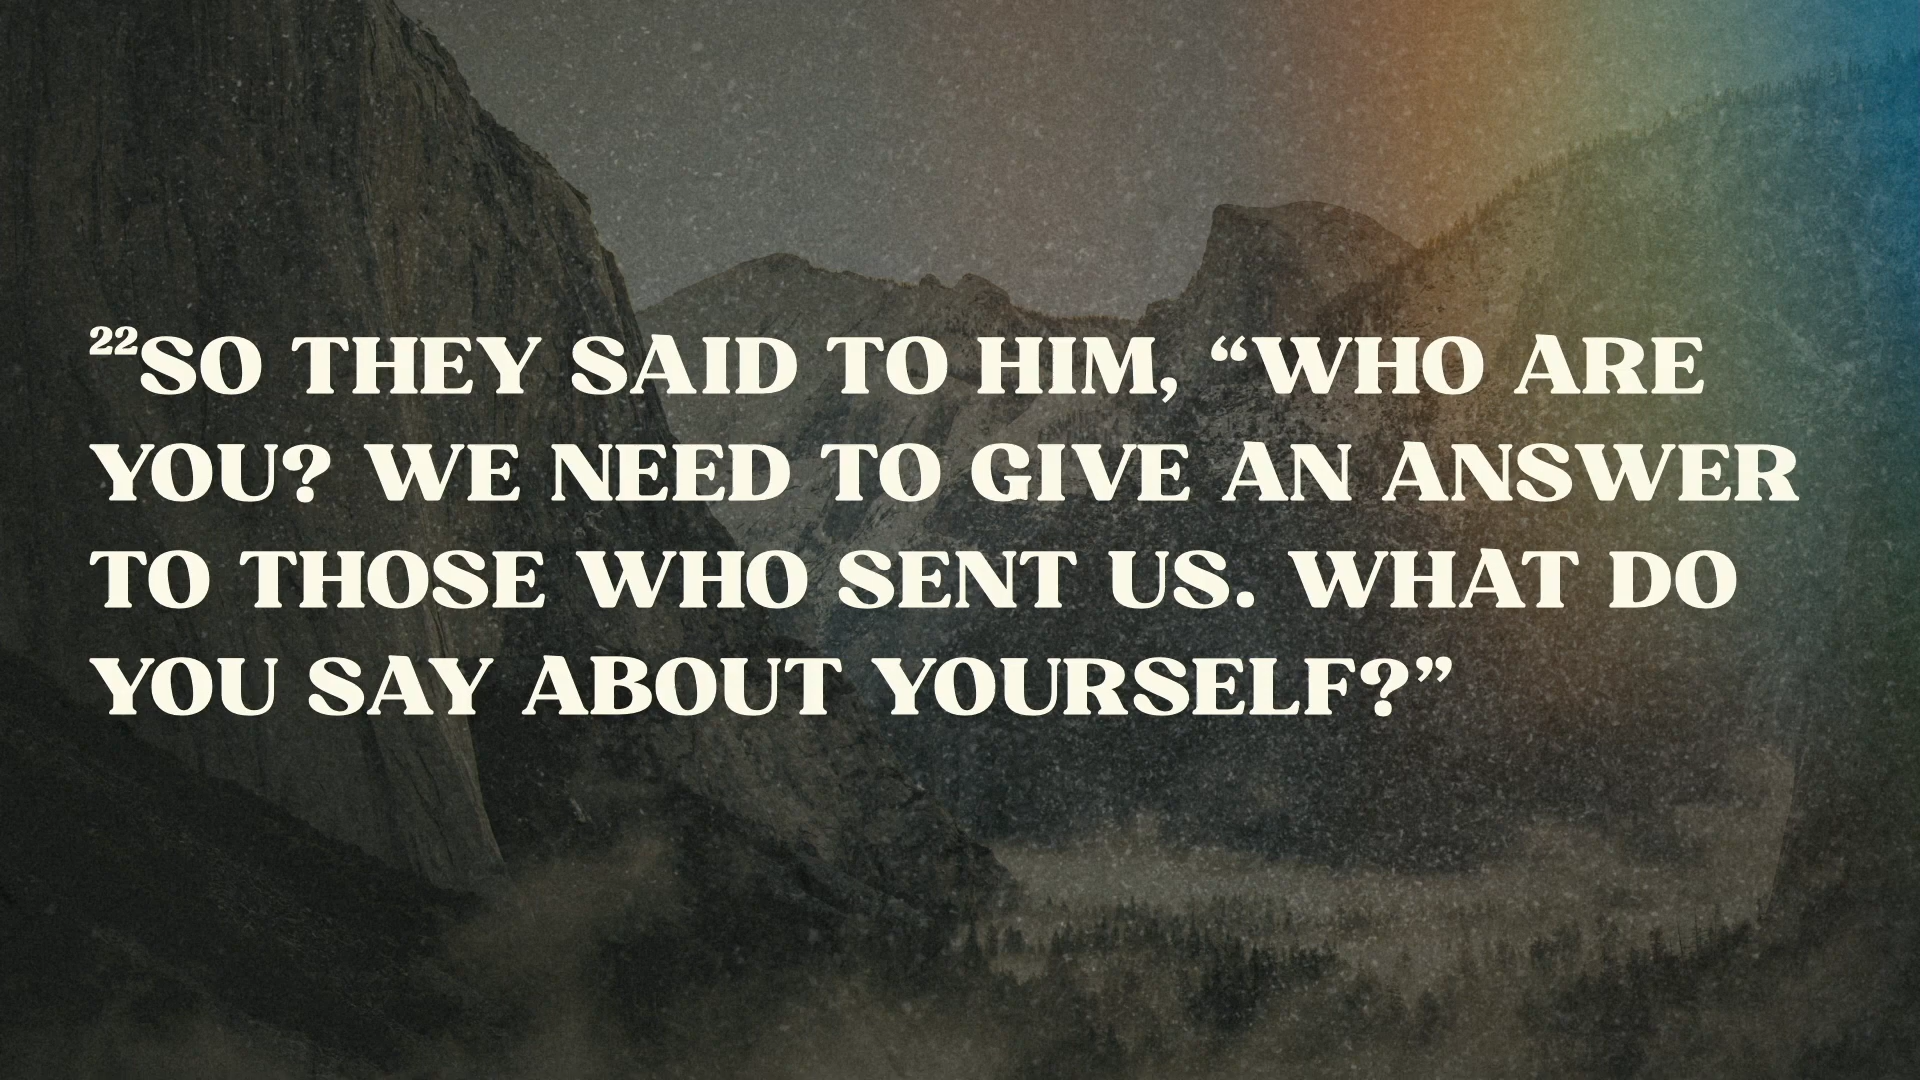 ²²SO THEY SAID TO HIM, “WHO ARE
YOU? WE NEED TO GIVE AN ANSWER
TO THOSE WHO SENT US. WHAT DO
YOU SAY ABOUT YOURSELF?”